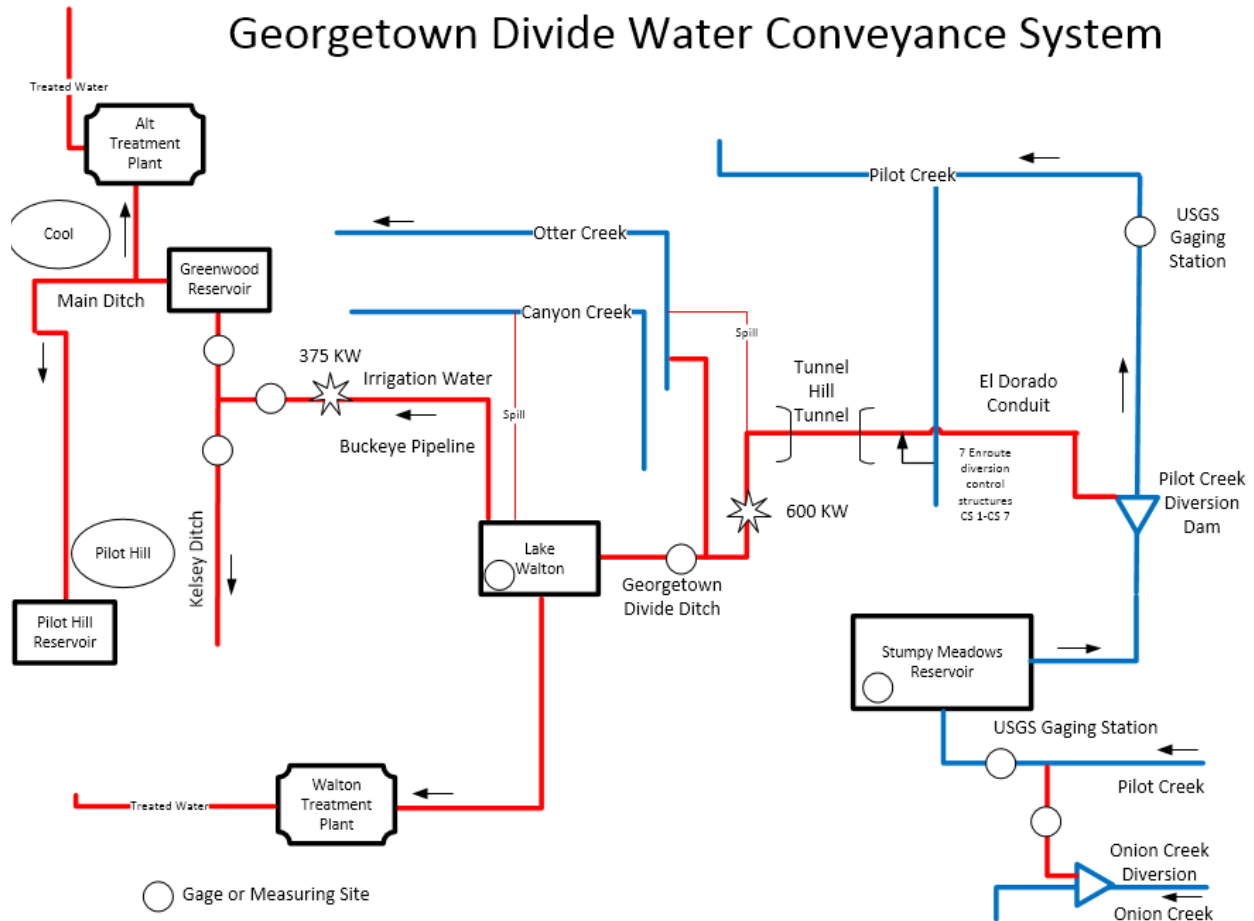 Georgetown Divide Water Conveyance System
Treated Water
Alt
Treatment
Plant
Cool
Greenwood
Reservoir
Main Ditch
Otter Creek
Canyon Creek
Pilot Creek
USGS
Gaging
Station
375 KW
Irrigation Water
Buckeye Pipeline
Spill
Spill
Tunnel
Hill
Tunnel
El Dorado
Conduit
7 Enroute
diversion
control
structures
CS 1-CS 7
Pilot Creek
Diversion
Dam
600 KW
Pilot Hill
Kelsey Ditch
Lake
Walton
Georgetown
Divide Ditch
Pilot Hill
Reservoir
Stumpy Meadows
Reservoir
USGS Gaging Station
Pilot Creek
Treated Water
Walton
Treatment
Plant
Onion Creek
Diversion
Onion Creek
Gage or Measuring Site